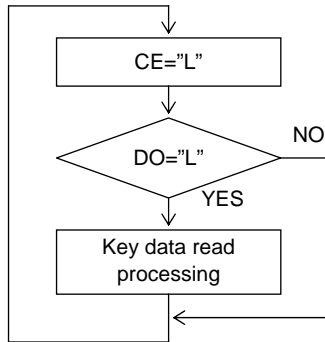 CE=”L”
DO=”L”
NO
YES
Key data read
processing